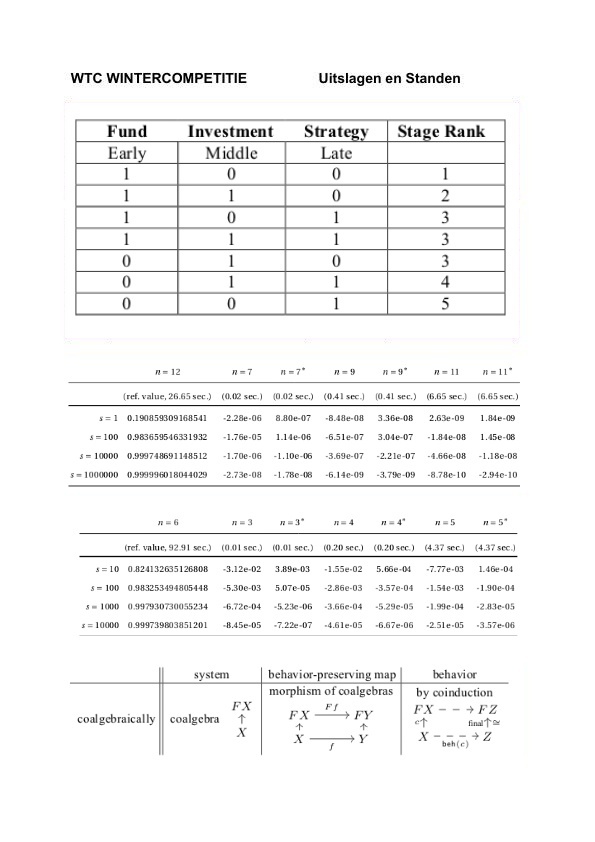 WTC WINTERCOMPETITIE Uitslagen en Standen
Fund Investment Strategy Stage Rank
Early Middle Late
1 0 0 1
1 1 0 2
1 0 1 3
1 1 1 3
0 1 0 3
0 1 1 4
0 0 1 5
n = 12 n = 7 n = 7* n = 9 n = 9* n = 11 n = 11*
(ref. value, 26.65 sec.) (0.02 sec.) (0.02 sec.) (0.41 sec.) (0.41 sec.) (6.65 sec.) (6.65 sec.)
s = 1 0.190859309168541 -2.28e-06 8.80e-07 -8.48e-08 3.36e-08 2.63e-09 1.84e-09
s = 100 0.983659546331932 -1.76e-05 1.14e-06 -6.51e-07 3.04e-07 -1.84e-08 1.45e-08
s = 10000 0.999748691148512 -1.70e-06 -1.10e-06 -3.69e-07 -2.21e-07 -4.66e-08 -1.18e-08
s = 1000000 0.999996018044029 -2.73e-08 -1.78e-08 -6.14e-09 -3.79e-09 -8.78e-10 -2.94e-10
n = 6 n = 3 n = 3* n = 4 n = 4* n = 5 n = 5*
(ref. value, 92.91 sec.) (0.01 sec.) (0.01 sec.) (0.20 sec.) (0.20 sec.) (4.37 sec.) (4.37 sec.)
s = 10 0.824132635126808 -3.12e-02 3.89e-03 -1.55e-02 5.66e-04 -7.77e-03 1.46e-04
s = 100 0.983253494805448 -5.30e-03 5.07e-05 -2.86e-03 -3.57e-04 -1.54e-03 -1.90e-04
s = 1000 0.997930730055234 -6.72e-04 -5.23e-06 -3.66e-04 -5.29e-05 -1.99e-04 -2.83e-05
s = 10000 0.999739803851201 -8.45e-05 -7.22e-07 -4.61e-05 -6.67e-06 -2.51e-05 -3.57e-06
system behavior-preserving map behavior
morphism of coalgebras by coinduction
coalgebraically coalgebra FX ↑ X
FX Ff → FY
↑ ↑
X f → Y
FX - - → FZ
c↑ final↑≅
X - - - → Z
beh(c)